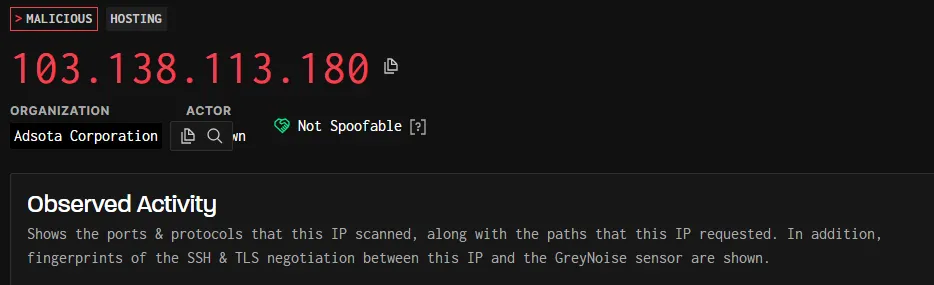 > MALICIOUS HOSTING
103.138.113.180
ORGANIZATION ACTOR
Adsota Corporation wn Not Spoofable [?]
Observed Activity
Shows the ports & protocols that this IP scanned, along with the paths that this IP requested. In addition,
fingerprints of the SSH & TLS negotiation between this IP and the GreyNoise sensor are shown.